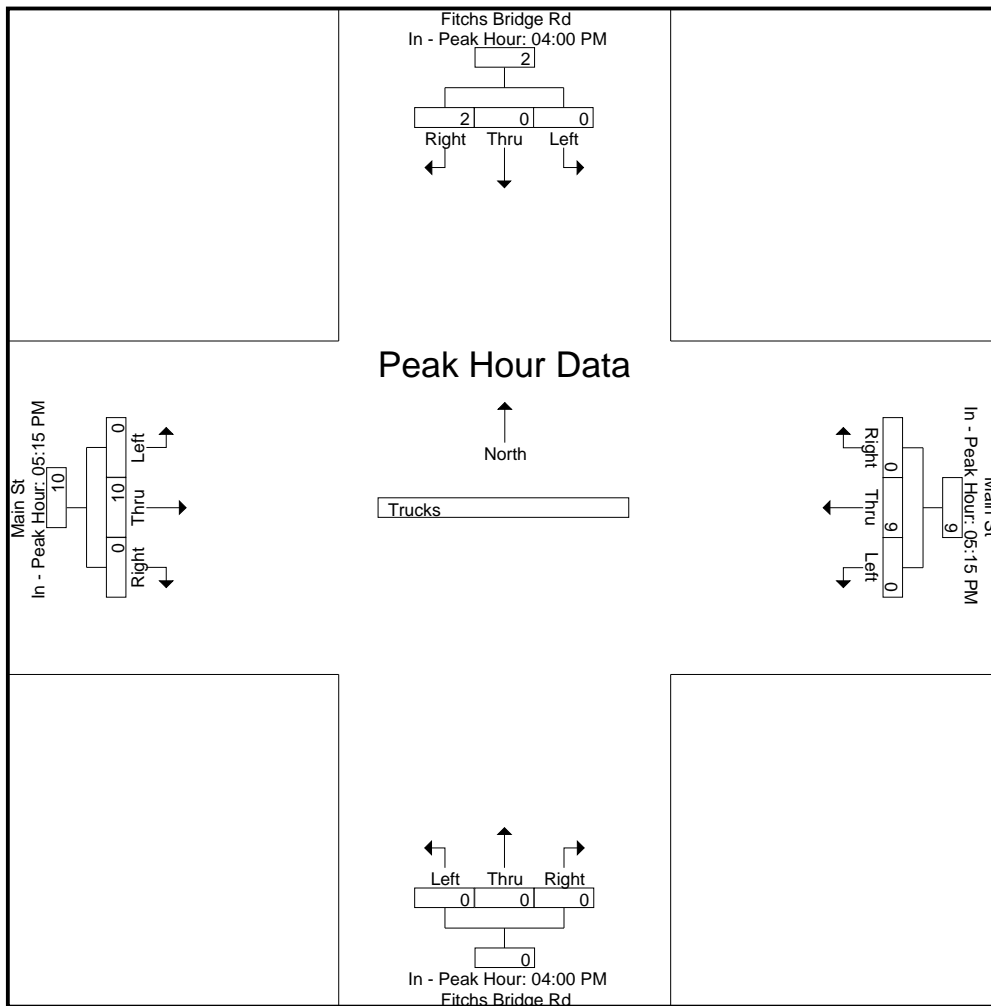 Fitchs Bridge Rd
In - Peak Hour: 04:00 PM
2
2 0 0
Right Thru Left
Peak Hour Data
North
Trucks
Main St
In - Peak Hour: 05:15 PM
10
0 10 0
Left Thru Right
Right Thru Left
0 9 0
9
In - Peak Hour: 05:15 PM
Main St
Left Thru Right
0 0 0
0
In - Peak Hour: 04:00 PM
Fitchs Bridge Rd